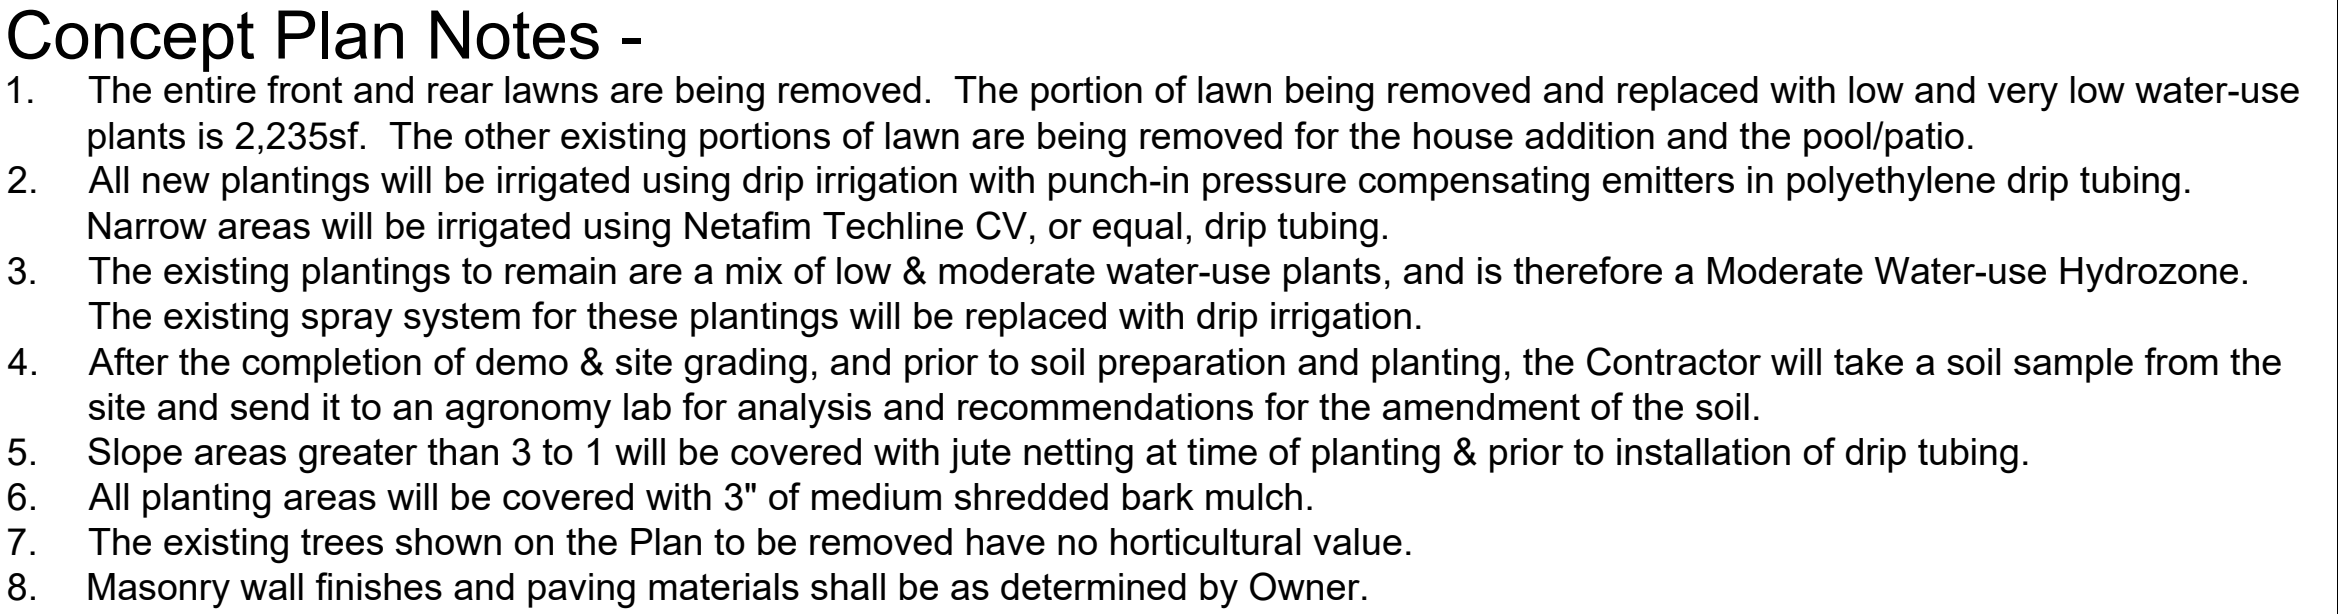 Concept Plan Notes -
1. The entire front and rear lawns are being removed.  The portion of lawn being removed and replaced with low and very low water-use
plants is 2,235sf.  The other existing portions of lawn are being removed for the house addition and the pool/patio.
2. All new plantings will be irrigated using drip irrigation with punch-in pressure compensating emitters in polyethylene drip tubing.
Narrow areas will be irrigated using Netafim Techline CV, or equal, drip tubing.
3. The existing plantings to remain are a mix of low & moderate water-use plants, and is therefore a Moderate Water-use Hydrozone.
The existing spray system for these plantings will be replaced with drip irrigation.
4. After the completion of demo & site grading, and prior to soil preparation and planting, the Contractor will take a soil sample from the
site and send it to an agronomy lab for analysis and recommendations for the amendment of the soil.
5. Slope areas greater than 3 to 1 will be covered with jute netting at time of planting & prior to installation of drip tubing.
6. All planting areas will be covered with 3" of medium shredded bark mulch.
7. The existing trees shown on the Plan to be removed have no horticultural value.
8. Masonry wall finishes and paving materials shall be as determined by Owner.